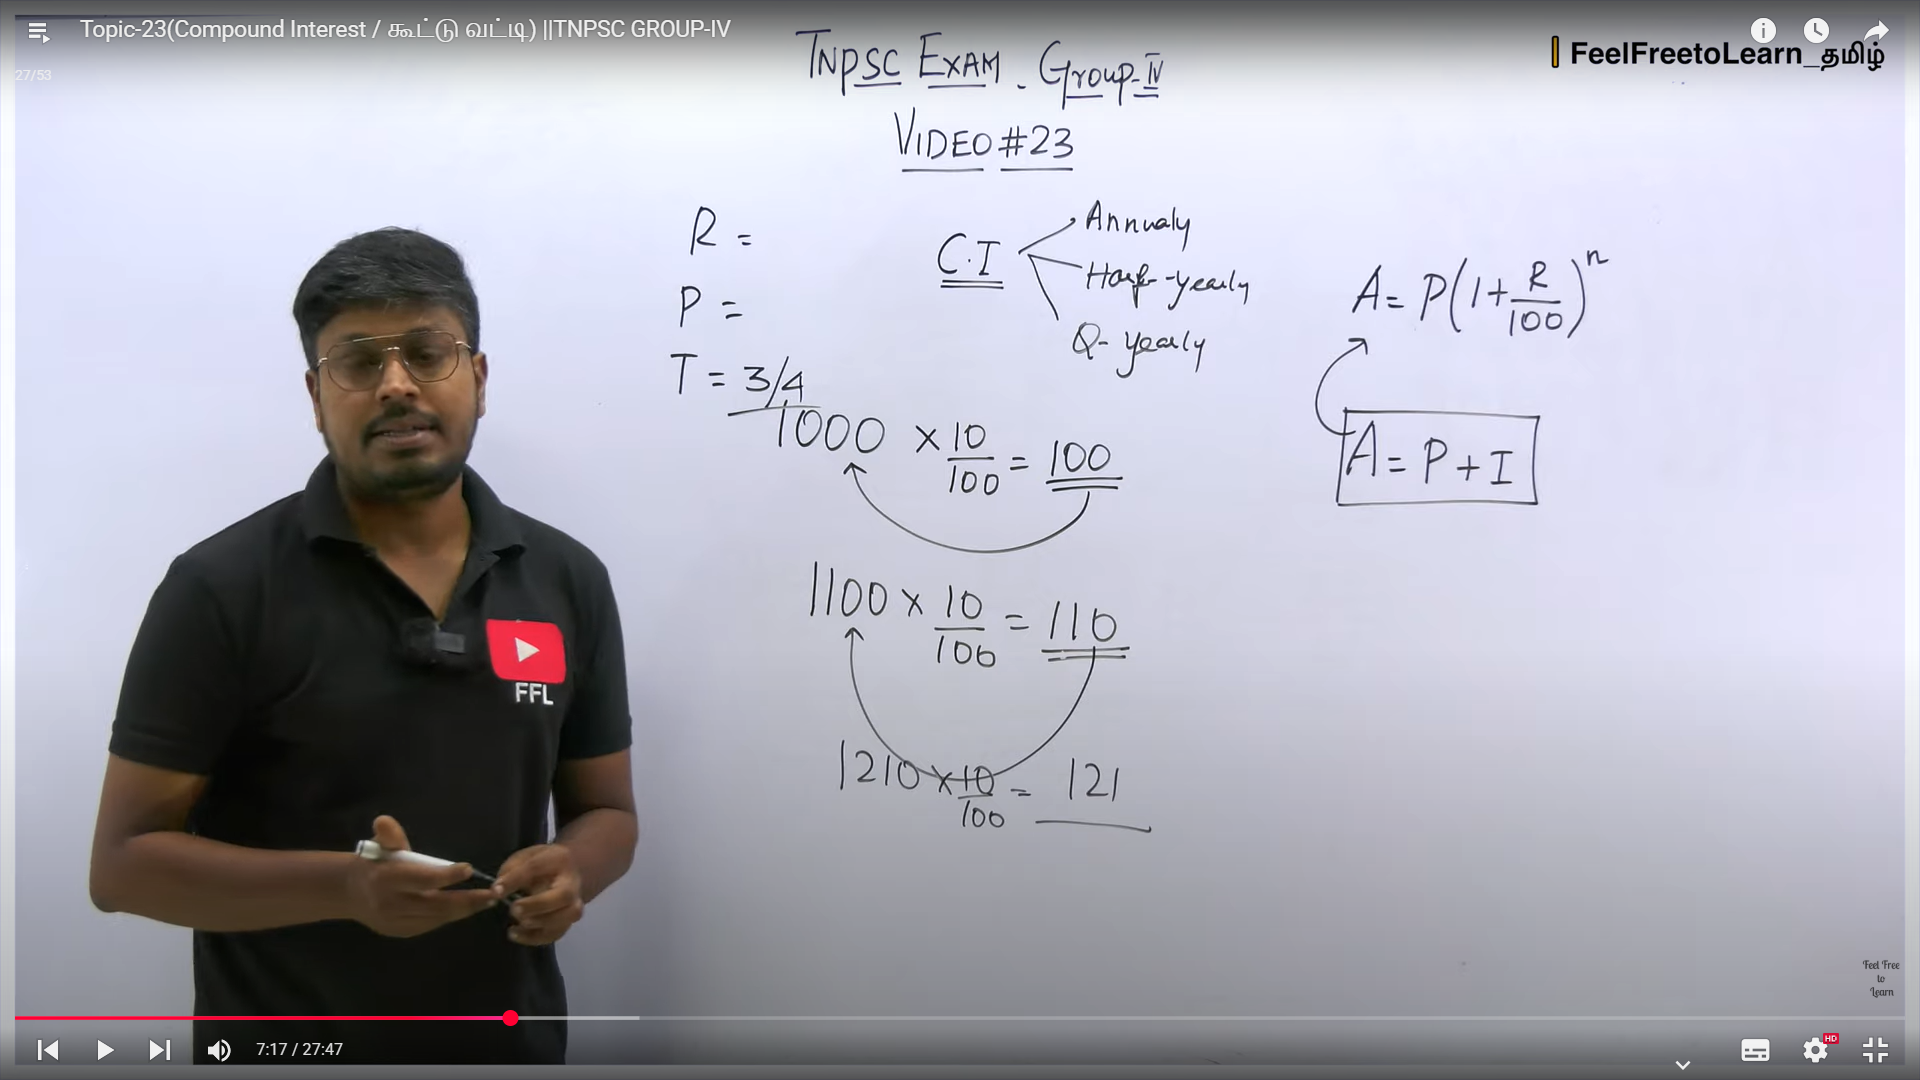 Topic-23(Compound Interest / கூட்டு வட்டி) ||TNPSC GROUP-IV
27/53
FeelFreetoLearn_தமிழ்
TNPSC EXAM - Group-IV
VIDEO #23
R =
P =
T = 3/4
C.I
Annualy
Half-yearly
Q- yearly
A= P(1+R/100)^n
A= P+I
1000 × 10/100 = 100
1100 × 10/100 = 110
1210 × 10/100 = 121
FFL
Feel Free
to
Learn
7:17 / 27:47
HD